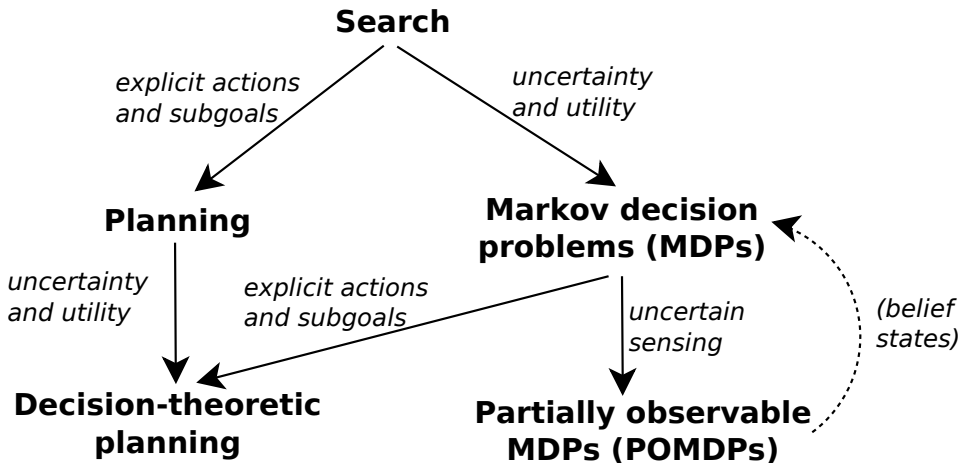 Search
explicit actions
and subgoals
uncertainty
and utility
Planning
Markov decision
problems (MDPs)
uncertainty
and utility
explicit actions
and subgoals
uncertain
sensing
(belief
states)
Decision-theoretic
planning
Partially observable
MDPs (POMDPs)